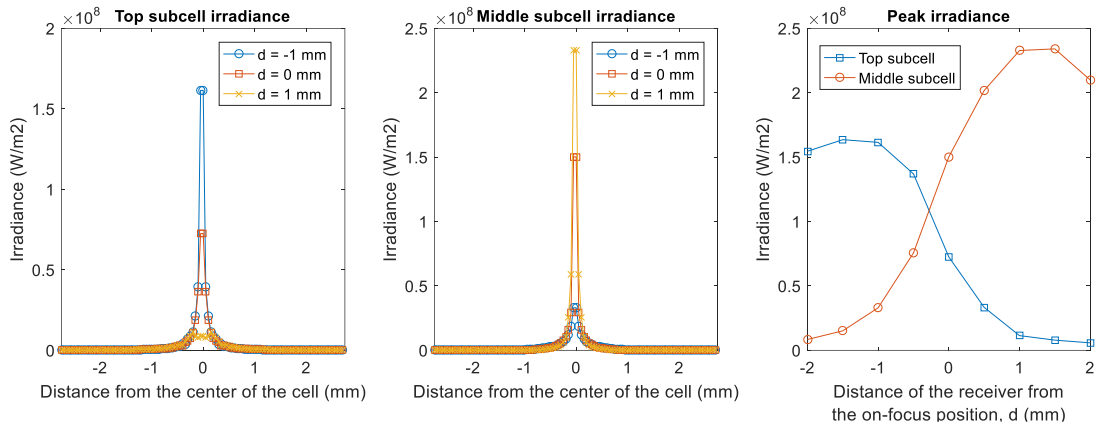 Top subcell irradiance
×10^8
2
1.5
1
0.5
0
-2
-1
0
1
2
Irradiance (W/m2)
Distance from the center of the cell (mm)
d = -1 mm
d = 0 mm
d = 1 mm
Middle subcell irradiance
×10^8
2.5
2
1.5
1
0.5
0
-2
-1
0
1
2
Irradiance (W/m2)
Distance from the center of the cell (mm)
d = -1 mm
d = 0 mm
d = 1 mm
Peak irradiance
×10^8
2.5
2
1.5
1
0.5
0
-2
-1
0
1
2
Irradiance (W/m2)
Distance of the receiver from
the on-focus position, d (mm)
Top subcell
Middle subcell